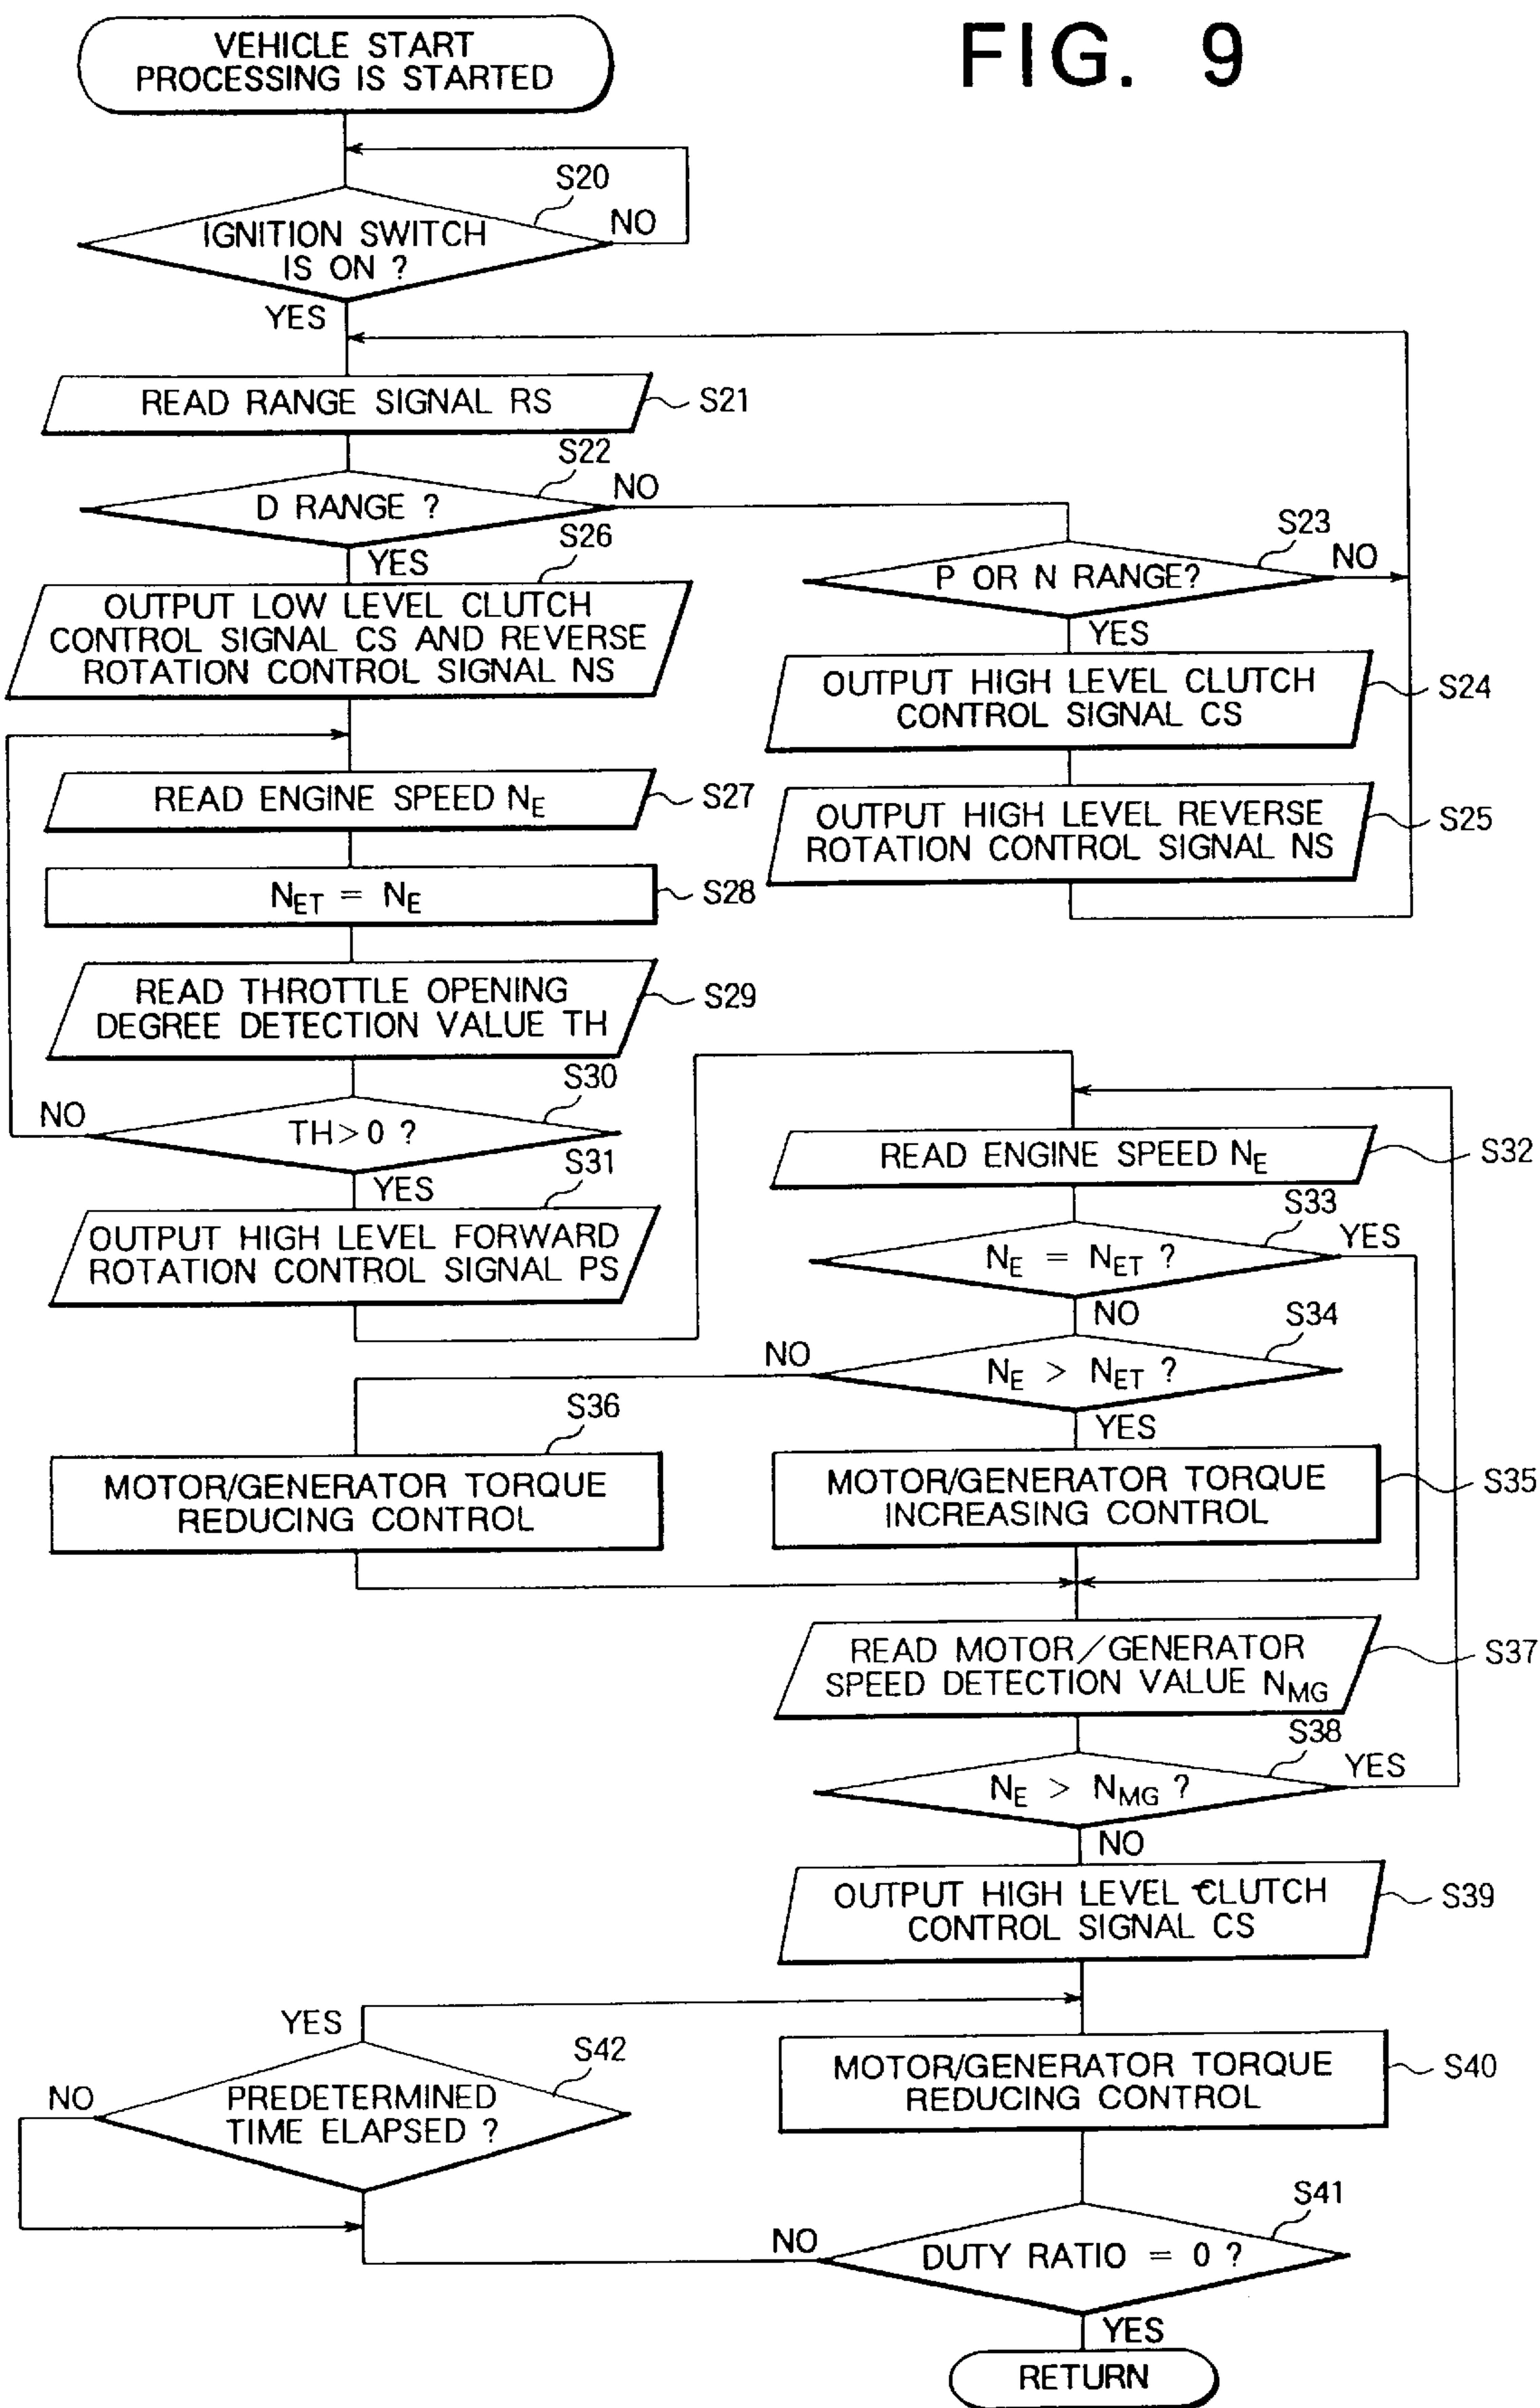 FIG. 9
VEHICLE START
PROCESSING IS STARTED
S20
IGNITION SWITCH
IS ON ?
NO
YES
READ RANGE SIGNAL RS
S21
S22
D RANGE ?
NO
YES
S23
P OR N RANGE?
NO
YES
OUTPUT HIGH LEVEL CLUTCH
CONTROL SIGNAL CS
S24
OUTPUT HIGH LEVEL REVERSE
ROTATION CONTROL SIGNAL NS
S25
S26
OUTPUT LOW LEVEL CLUTCH
CONTROL SIGNAL CS AND REVERSE
ROTATION CONTROL SIGNAL NS
READ ENGINE SPEED NE
S27
NET = NE
S28
READ THROTTLE OPENING
DEGREE DETECTION VALUE TH
S29
S30
TH>0 ?
NO
YES
S31
OUTPUT HIGH LEVEL FORWARD
ROTATION CONTROL SIGNAL PS
READ ENGINE SPEED NE
S32
S33
NE = NET ?
YES
NO
S34
NE > NET ?
NO
YES
S36
MOTOR/GENERATOR TORQUE
REDUCING CONTROL
MOTOR/GENERATOR TORQUE
INCREASING CONTROL
S35
READ MOTOR/GENERATOR
SPEED DETECTION VALUE NMG
S37
S38
NE > NMG ?
YES
NO
OUTPUT HIGH LEVEL CLUTCH
CONTROL SIGNAL CS
S39
MOTOR/GENERATOR TORQUE
REDUCING CONTROL
S40
S41
DUTY RATIO = 0 ?
NO
YES
YES
S42
PREDETERMINED
TIME ELAPSED ?
NO
RETURN